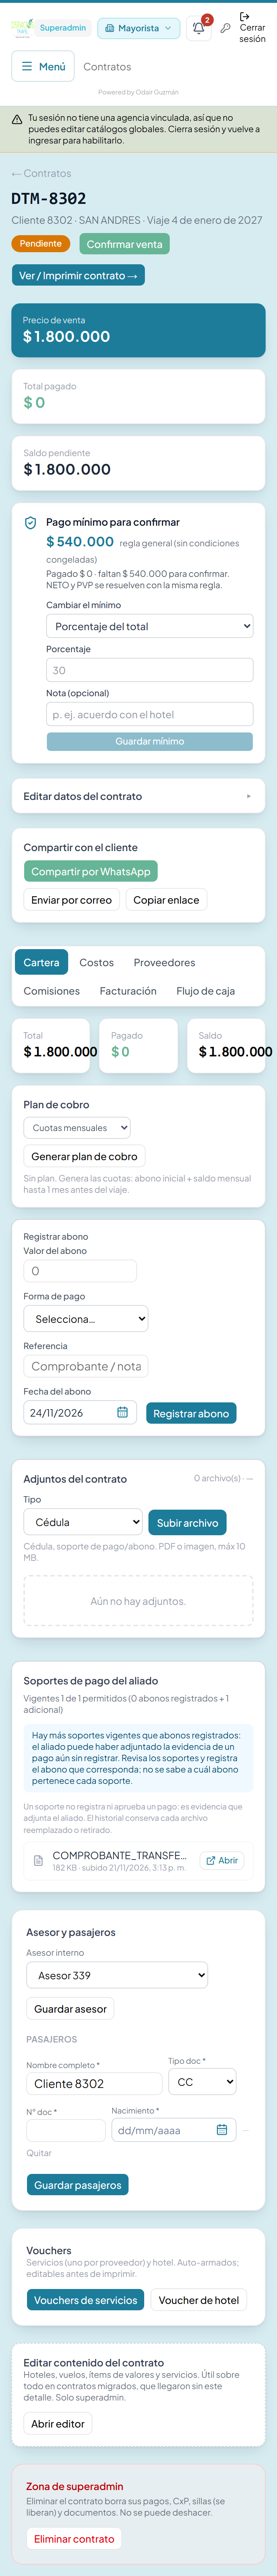 Superadmin
Mayorista
2
Cerrar sesión
Menú
Contratos
Powered by Odair Guzmán
Tu sesión no tiene una agencia vinculada, así que no
puedes editar catálogos globales. Cierra sesión y vuelve a
ingresar para habilitarlo.
← Contratos
DTM-8302
Cliente 8302 · SAN ANDRES · Viaje 4 de enero de 2027
Pendiente
Confirmar venta
Ver / Imprimir contrato →
Precio de venta
$ 1.800.000
Total pagado
$ 0
Saldo pendiente
$ 1.800.000
Pago mínimo para confirmar
$ 540.000 regla general (sin condiciones
congeladas)
Pagado $ 0 · faltan $ 540.000 para confirmar.
NETO y PVP se resuelven con la misma regla.
Cambiar el mínimo
Porcentaje del total
Porcentaje
30
Nota (opcional)
p. ej. acuerdo con el hotel
Guardar mínimo
Editar datos del contrato
Compartir con el cliente
Compartir por WhatsApp
Enviar por correo
Copiar enlace
Cartera
Costos
Proveedores
Comisiones
Facturación
Flujo de caja
Total
$ 1.800.000
Pagado
$ 0
Saldo
$ 1.800.000
Plan de cobro
Cuotas mensuales
Generar plan de cobro
Sin plan. Genera las cuotas: abono inicial + saldo mensual
hasta 1 mes antes del viaje.
Registrar abono
Valor del abono
0
Forma de pago
Selecciona...
Referencia
Comprobante / nota
Fecha del abono
24/11/2026
Registrar abono
Adjuntos del contrato
0 archivo(s) · —
Tipo
Cédula
Subir archivo
Cédula, soporte de pago/abono. PDF o imagen, máx 10
MB.
Aún no hay adjuntos.
Soportes de pago del aliado
Vigentes 1 de 1 permitidos (0 abonos registrados + 1
adicional)
Hay más soportes vigentes que abonos registrados:
el aliado puede haber adjuntado la evidencia de un
pago aún sin registrar. Revisa los soportes y registra
el abono que corresponda; no se sabe a cuál abono
pertenece cada soporte.
Un soporte no registra ni aprueba un pago: es evidencia que
adjunta el aliado. El historial conserva cada archivo
reemplazado o retirado.
COMPROBANTE_TRANSFE...
182 KB · subido 21/11/2026, 3:13 p. m.
Abrir
Asesor y pasajeros
Asesor interno
Asesor 339
Guardar asesor
PASAJEROS
Nombre completo *
Tipo doc *
Cliente 8302
CC
N° doc *
Nacimiento *
dd/mm/aaaa
—
Quitar
Guardar pasajeros
Vouchers
Servicios (uno por proveedor) y hotel. Auto-armados;
editables antes de imprimir.
Vouchers de servicios
Voucher de hotel
Editar contenido del contrato
Hoteles, vuelos, ítems de valores y servicios. Útil sobre
todo en contratos migrados, que llegaron sin este
detalle. Solo superadmin.
Abrir editor
Zona de superadmin
Eliminar el contrato borra sus pagos, CxP, sillas (se
liberan) y documentos. No se puede deshacer.
Eliminar contrato